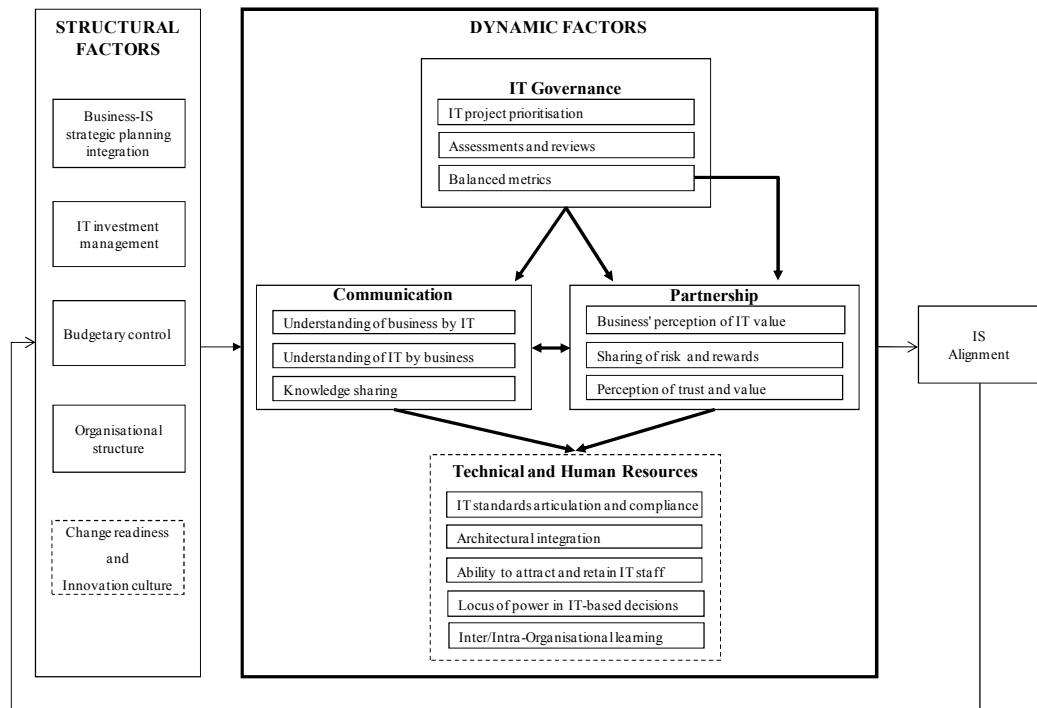 STRUCTURAL
FACTORS
Business-IS
strategic planning
integration
IT investment
management
Budgetary control
Organisational
structure
Change readiness
and
Innovation culture
DYNAMIC FACTORS
IT Governance
IT project prioritisation
Assessments and reviews
Balanced metrics
Communication
Understanding of business by IT
Understanding of IT by business
Knowledge sharing
Partnership
Business' perception of IT value
Sharing of risk and rewards
Perception of trust and value
Technical and Human Resources
IT standards articulation and compliance
Architectural integration
Ability to attract and retain IT staff
Locus of power in IT-based decisions
Inter/Intra-Organisational learning
IS
Alignment